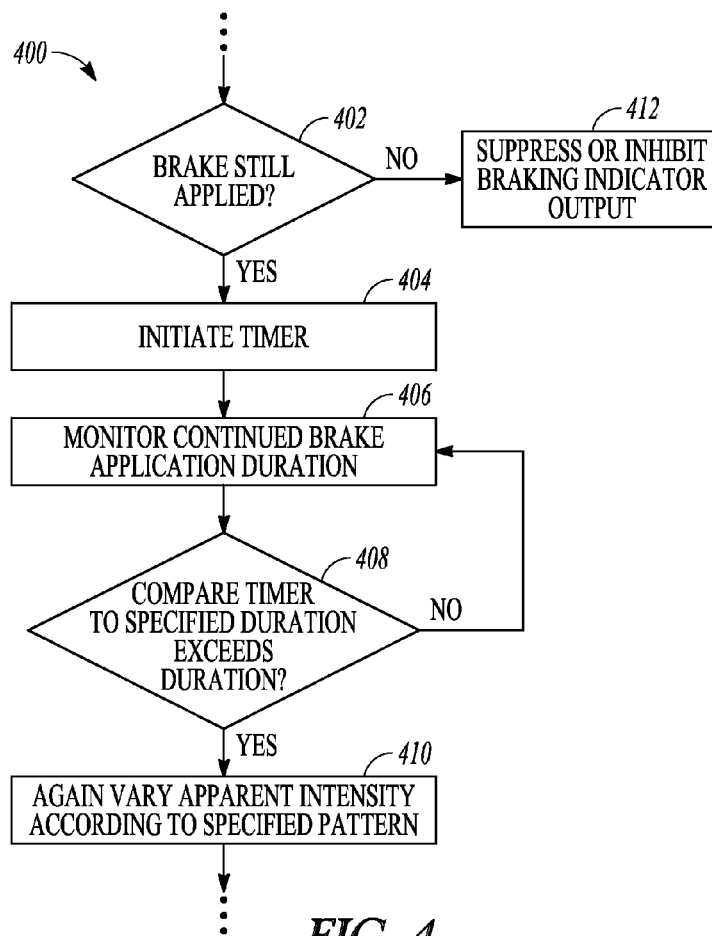 400
402
BRAKE STILL
APPLIED?
NO
412
SUPPRESS OR INHIBIT
BRAKING INDICATOR
OUTPUT
YES
404
INITIATE TIMER
406
MONITOR CONTINUED BRAKE
APPLICATION DURATION
408
COMPARE TIMER
TO SPECIFIED DURATION
EXCEEDS
DURATION?
NO
YES
410
AGAIN VARY APPARENT INTENSITY
ACCORDING TO SPECIFIED PATTERN
FIG. 4